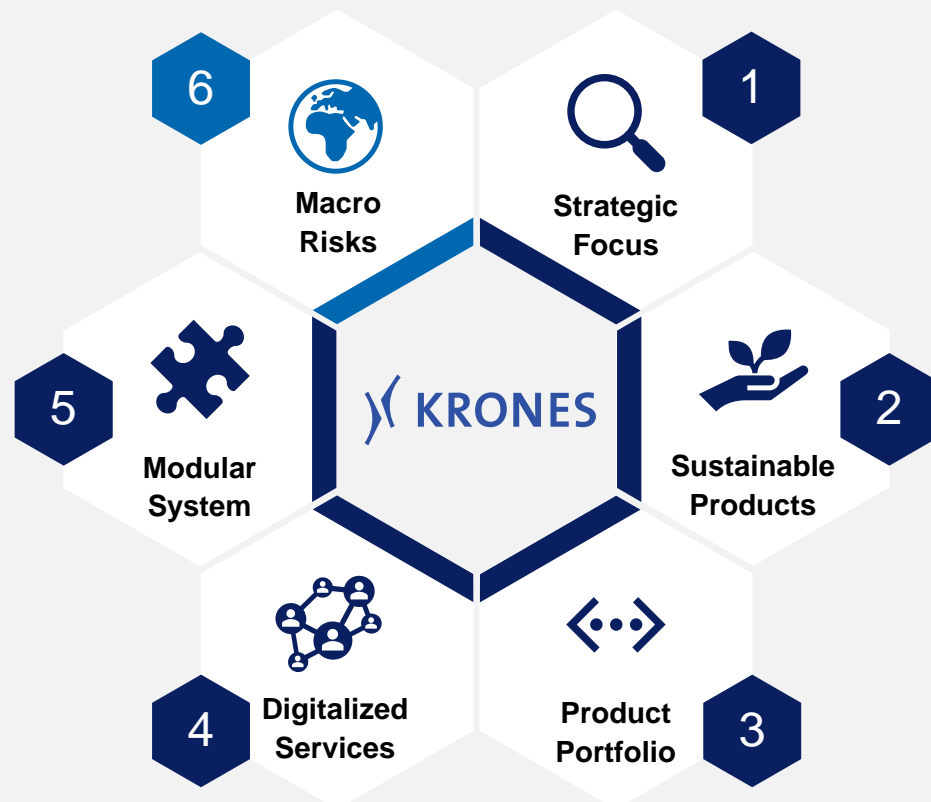 6
Macro
Risks
1
Strategic
Focus
5
Modular
System
KRONES
2
Sustainable
Products
4
Digitalized
Services
3
Product
Portfolio